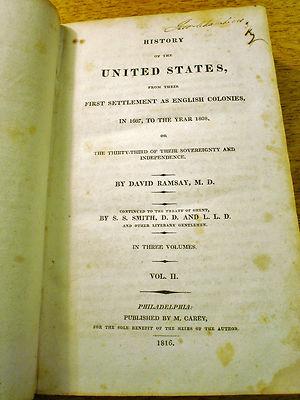 HISTORY
OF THE
UNITED STATES,
FROM THEIR
FIRST SETTLEMENT AS ENGLISH COLONIES,
IN 1607, TO THE YEAR 1808,
OR
THE THIRTY-THIRD OF THEIR SOVEREIGNTY AND
INDEPENDENCE.
BY DAVID RAMSAY, M. D.
CONTINUED TO THE TREATY OF GHENT,
BY S. S. SMITH, D. D. AND L. L. D.
AND OTHER LITERARY GENTLEMEN.
IN THREE VOLUMES.
VOL. II.
PHILADELPHIA:
PUBLISHED BY M. CAREY,
FOR THE SOLE BENEFIT OF THE HEIRS OF THE AUTHOR.
1816.